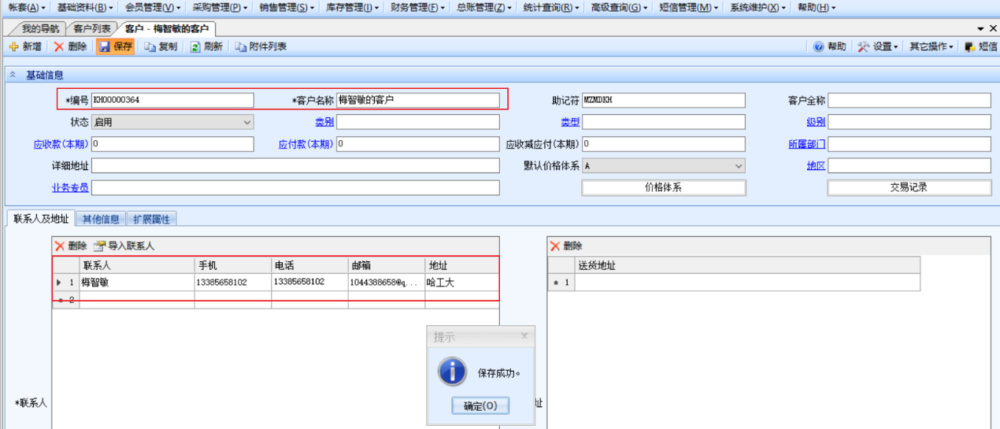 帐套(A) 基础资料(B) 会员管理(V) 采购管理(P) 销售管理(S) 库存管理(I) 财务管理(F) 总账管理(Z) 统计查询(R) 高级查询(G) 短信管理(M) 系统维护(X) 帮助(H)
我的导航 客户列表 客户 - 梅智敏的客户
新增 删除 保存 复制 刷新 附件列表 帮助 设置 其它操作 短信
基础信息
*编号 KH00000364 *客户名称 梅智敏的客户 助记符 MZMDKH 客户全称
状态 启用 类别 类型 级别
应收款(本期) 0 应付款(本期) 0 应收减应付(本期) 0 所属部门
详细地址 默认价格体系 A 地区
业务专员 价格体系 交易记录
联系人及地址 其他信息 扩展属性
删除 导入联系人 删除
联系人 手机 电话 邮箱 地址 送货地址
1 梅智敏 13385658102 13385658102 1044388658@q... 哈工大 * 1
* 2
提示
保存成功。
*联系人 确定(O) 址